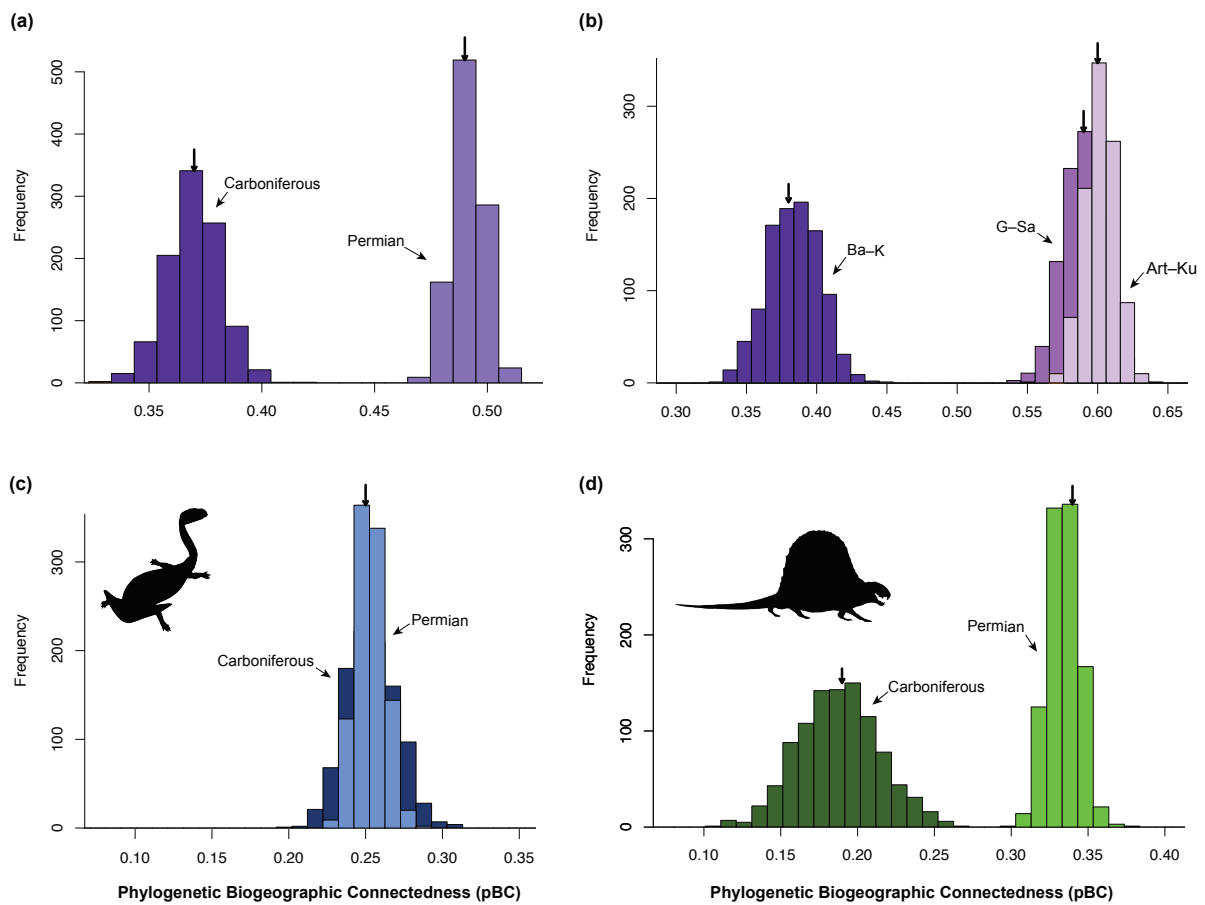 (a)
Frequency
500
400
300
200
100
0
Carboniferous
Permian
0.35 0.40 0.45 0.50
(b)
Frequency
300
200
100
0
Ba–K
G–Sa
Art–Ku
0.30 0.35 0.40 0.45 0.50 0.55 0.60 0.65
(c)
Frequency
300
200
100
0
Carboniferous
Permian
0.10 0.15 0.20 0.25 0.30 0.35
Phylogenetic Biogeographic Connectedness (pBC)
(d)
Frequency
300
200
100
0
Permian
Carboniferous
0.10 0.15 0.20 0.25 0.30 0.35 0.40
Phylogenetic Biogeographic Connectedness (pBC)